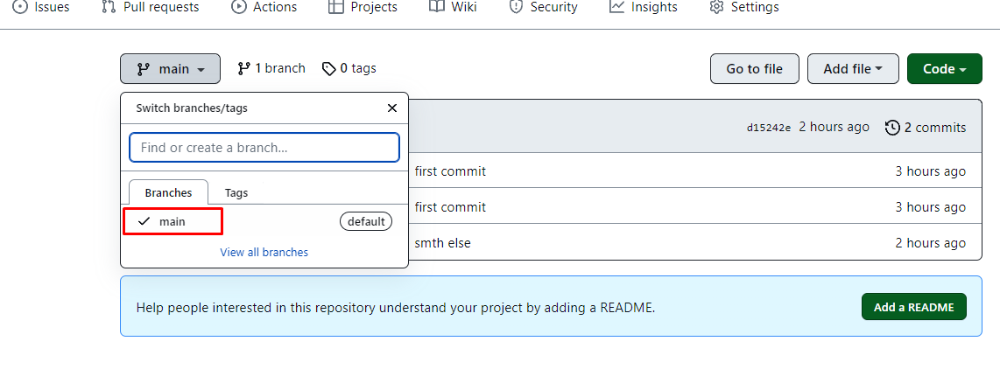 Issues Pull requests Actions Projects Wiki Security Insights Settings
main 1 branch 0 tags Go to file Add file Code
Switch branches/tags
d15242e 2 hours ago 2 commits
Find or create a branch...
first commit 3 hours ago
Branches Tags
first commit 3 hours ago
main default
smth else 2 hours ago
View all branches
Help people interested in this repository understand your project by adding a README. Add a README